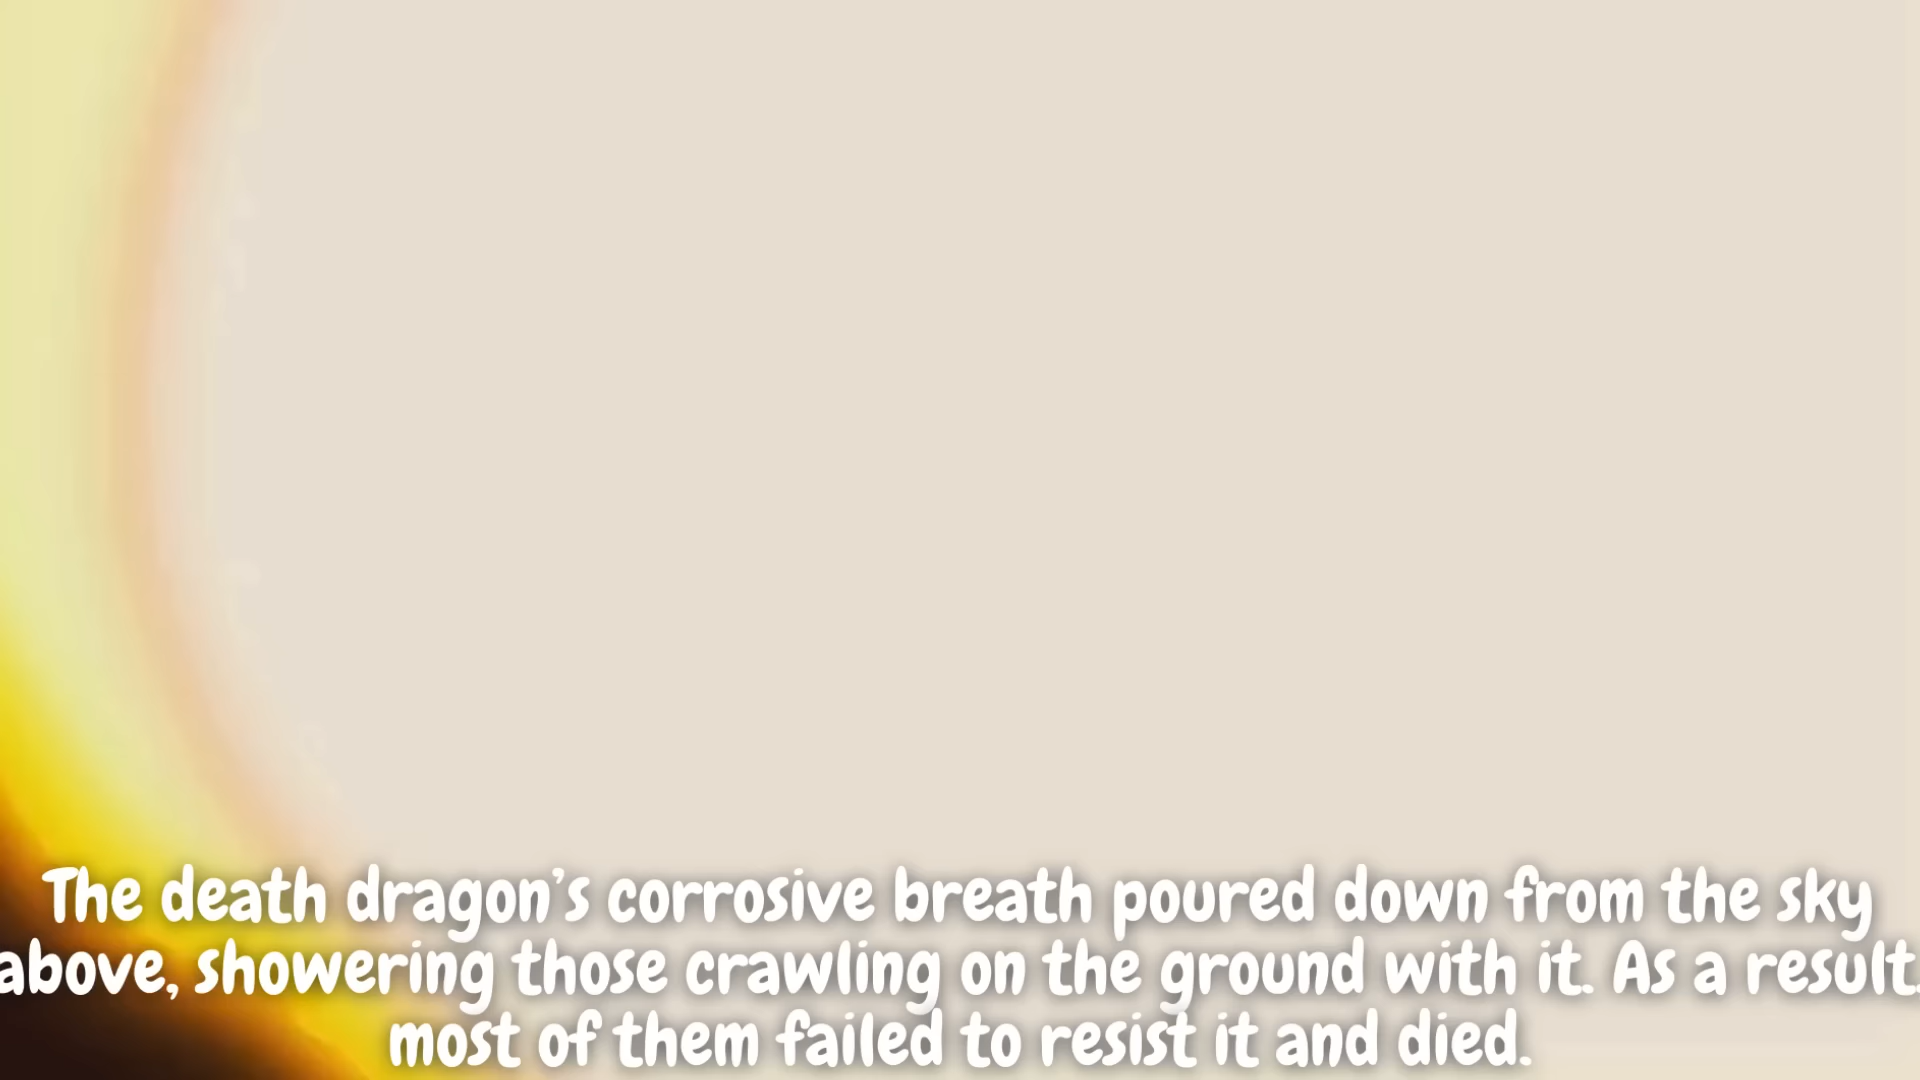 The death dragon’s corrosive breath poured down from the sky
above, showering those crawling on the ground with it. As a result,
most of them failed to resist it and died.